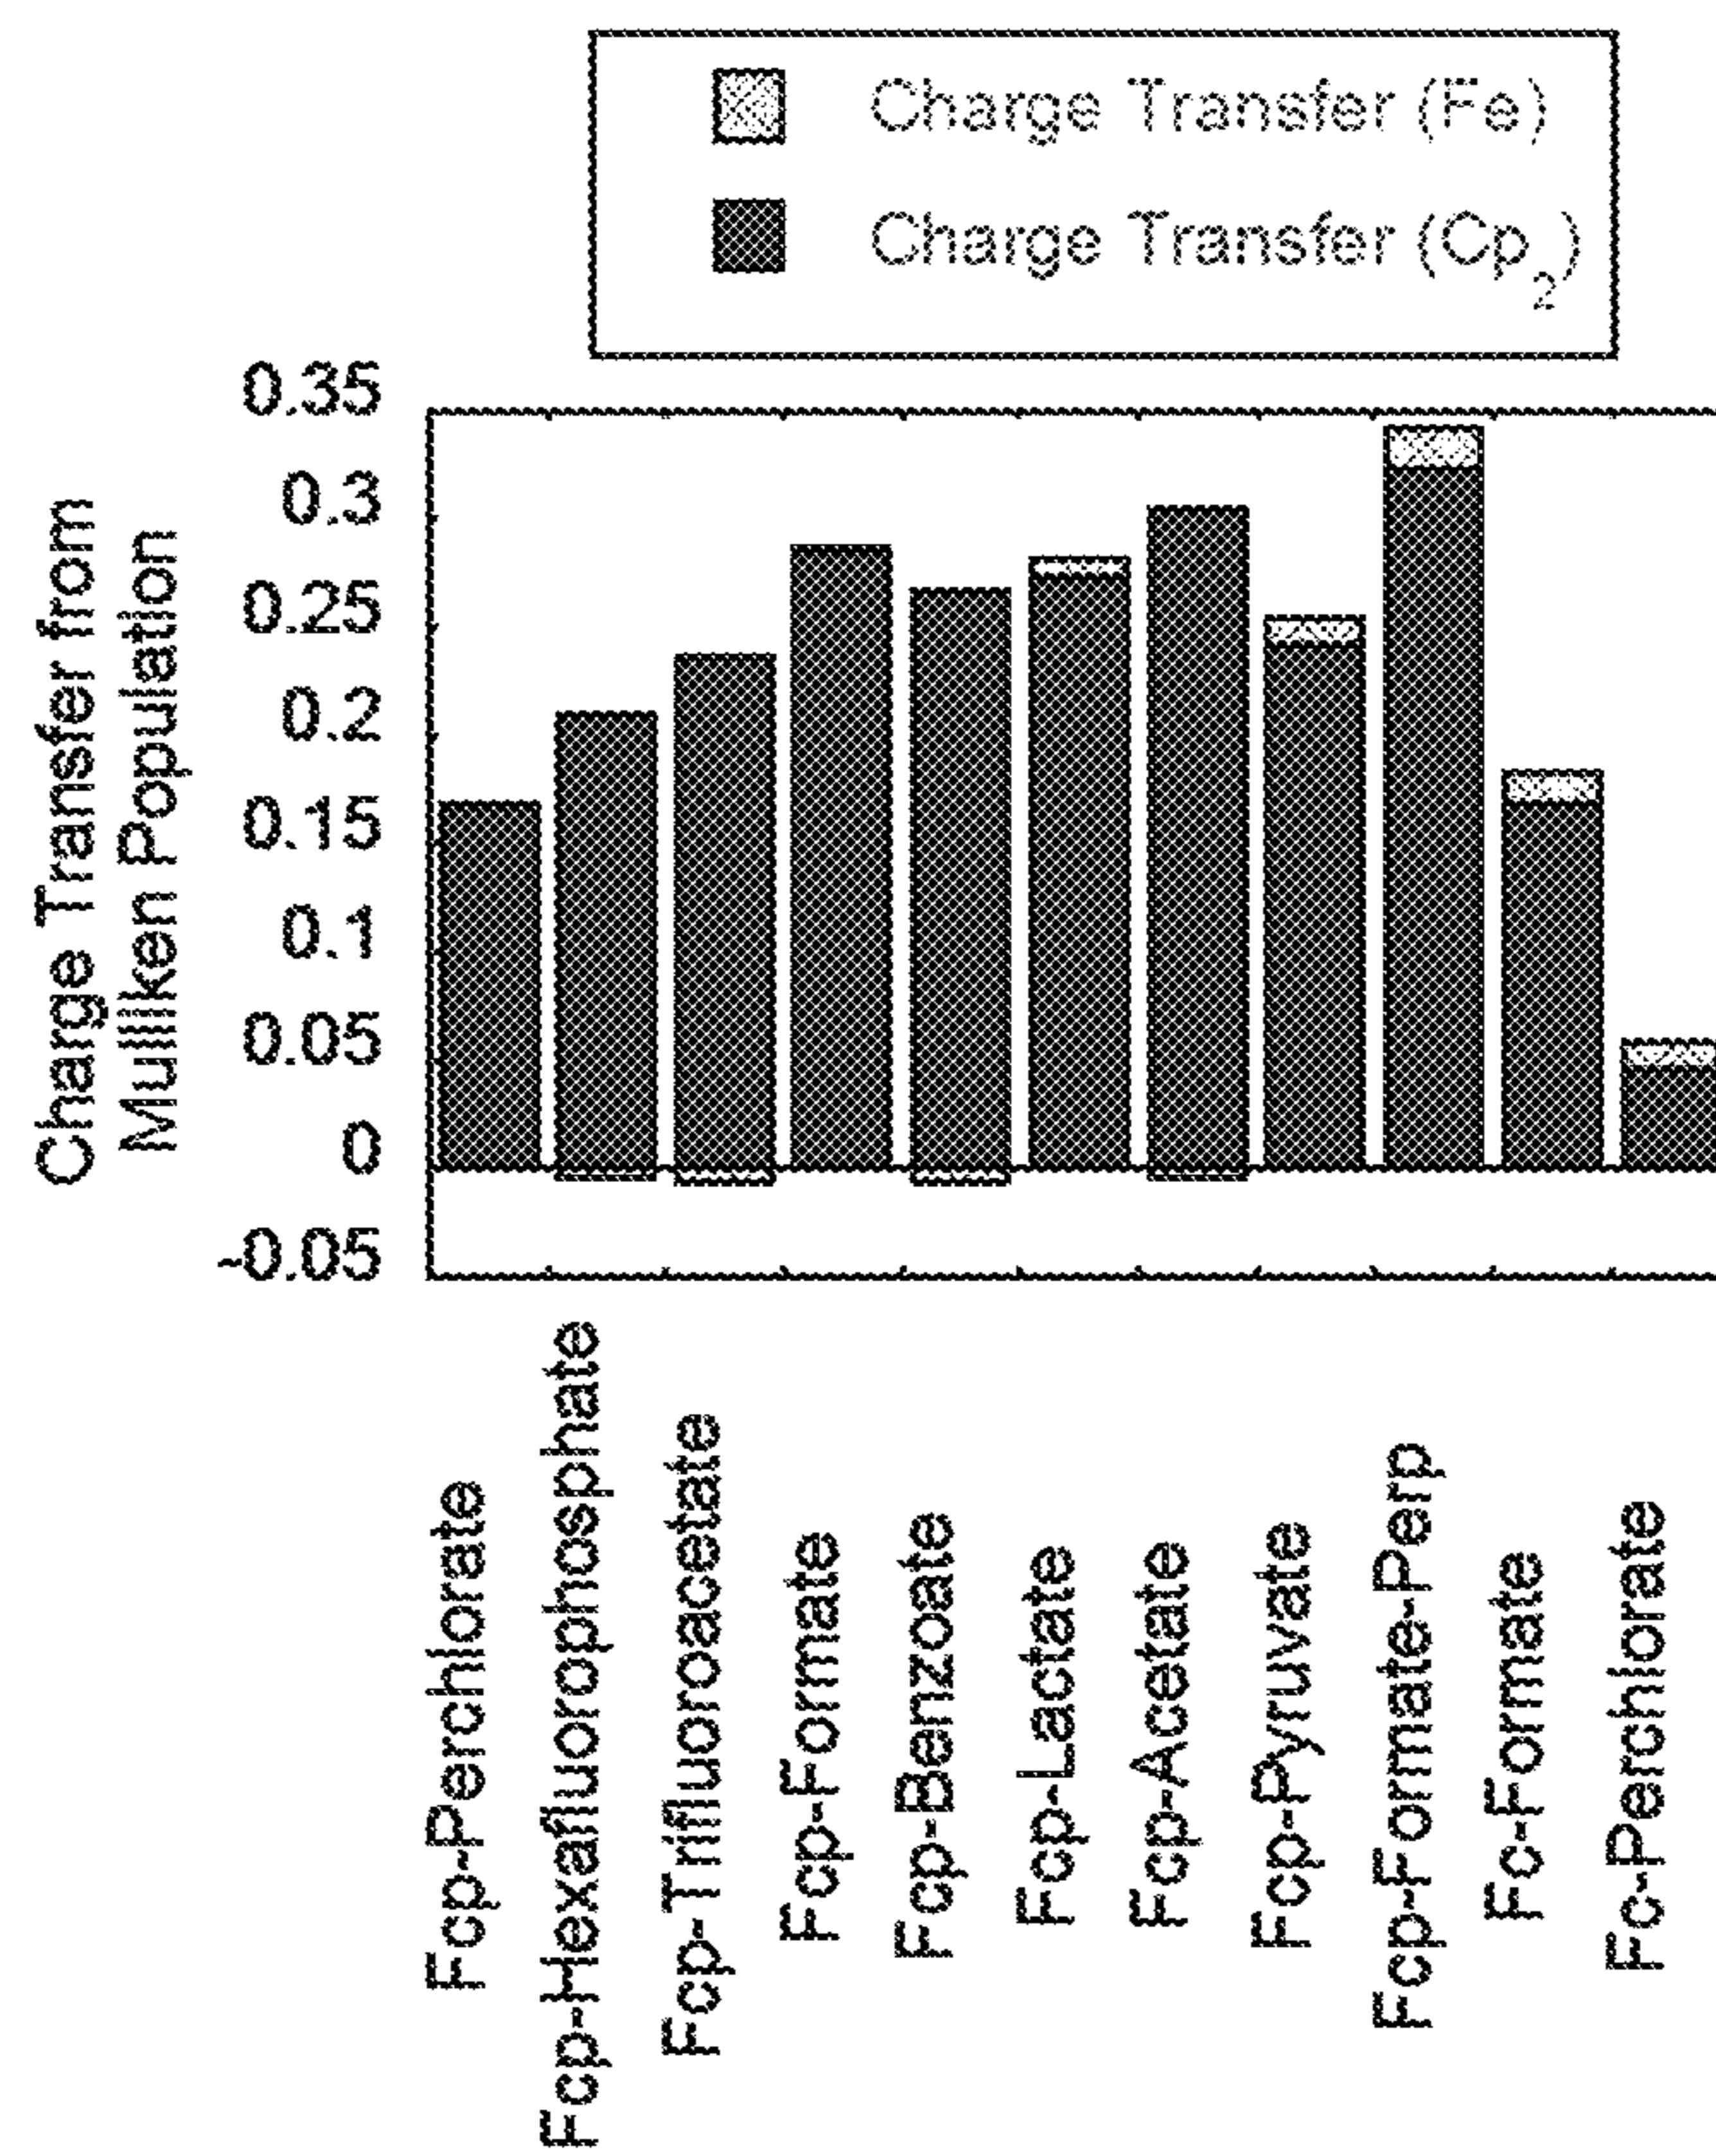 Charge Transfer (Fe)
Charge Transfer (Cp2)
Charge Transfer from
Mulliken Population
0.35
0.3
0.25
0.2
0.15
0.1
0.05
0
-0.05
Fcp-Perchlorate
Fcp-Hexafluorophosphate
Fcp-Trifluoroacetate
Fcp-Formate
Fcp-Benzoate
Fcp-Lactate
Fcp-Acetate
Fcp-Pyruvate
Fcp-Formate-Perp
Fc-Formate
Fc-Perchlorate